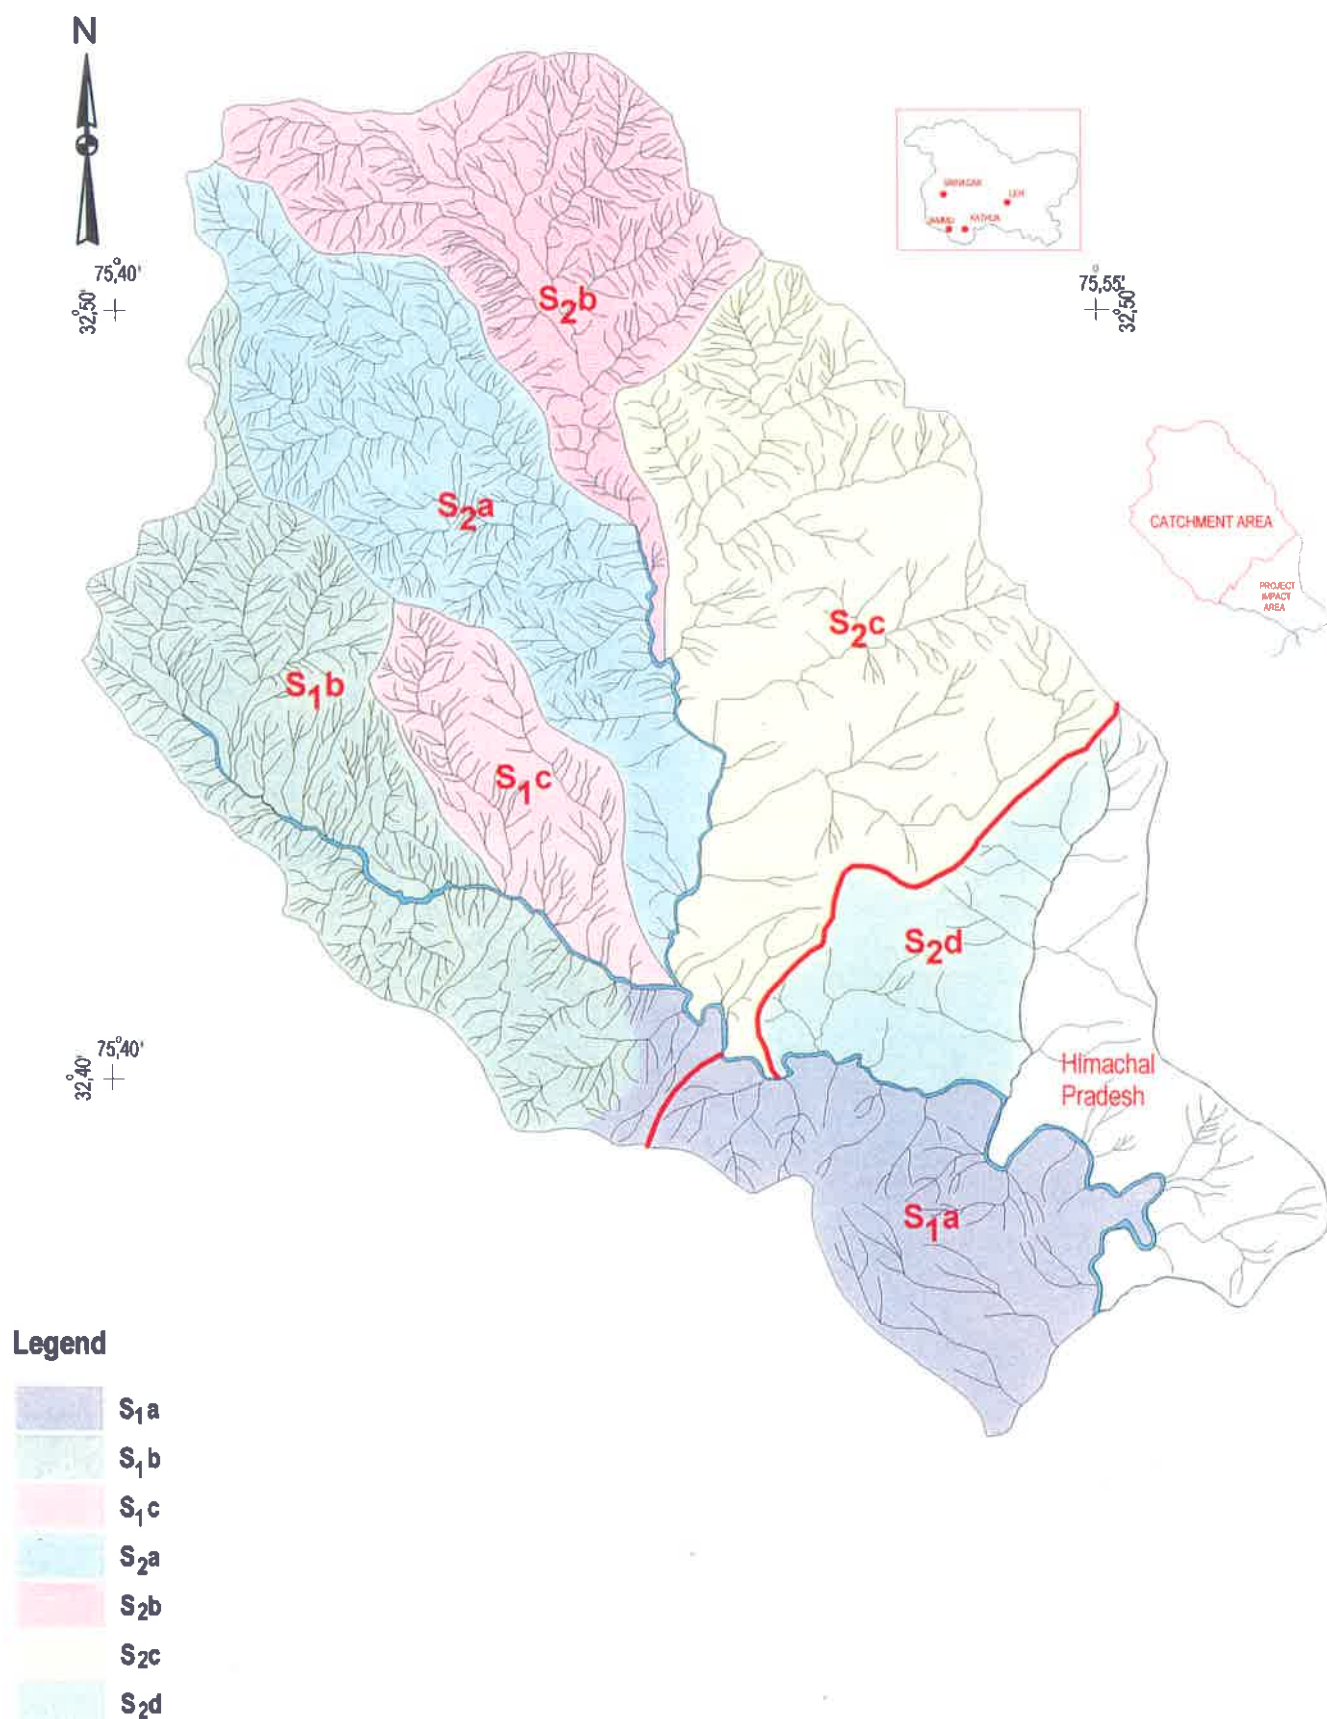 N
75°40'
32°50'
SRINAGAR
LEH
JAMMU
KATHUA
75°55'
32°50'
S₂b
CATCHMENT AREA
S₂a
PROJECT
IMPACT
AREA
S₂c
S₁b
S₁c
S₂d
75°40'
32°40'
Himachal
Pradesh
S₁a
Legend
S₁a
S₁b
S₁c
S₂a
S₂b
S₂c
S₂d